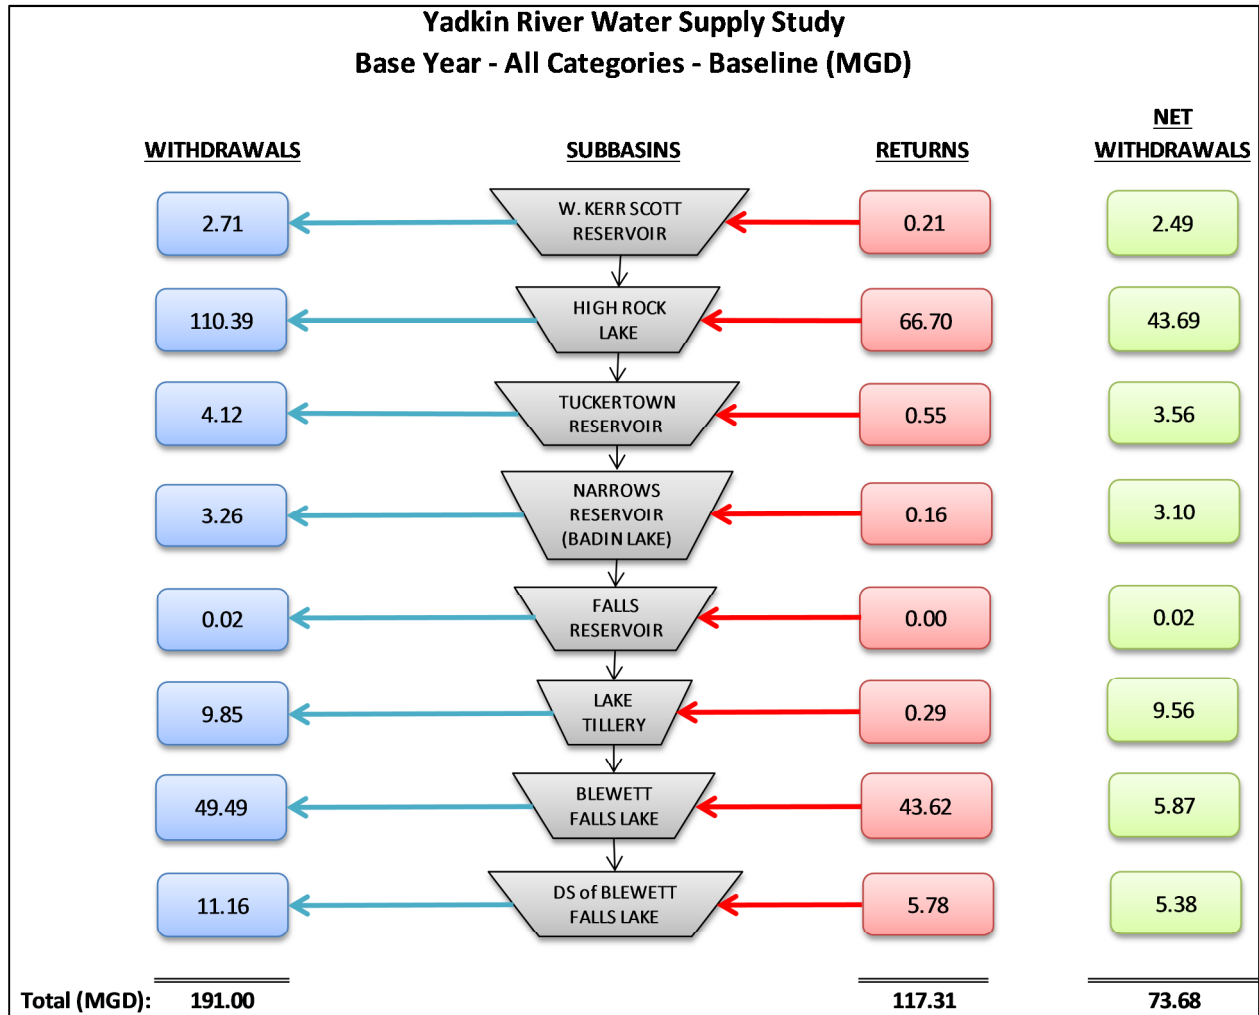 Yadkin River Water Supply Study
Base Year - All Categories - Baseline (MGD)
WITHDRAWALS
SUBBASINS
RETURNS
NET
WITHDRAWALS
2.71
W. KERR SCOTT
RESERVOIR
0.21
2.49
110.39
HIGH ROCK
LAKE
66.70
43.69
4.12
TUCKERTOWN
RESERVOIR
0.55
3.56
3.26
NARROWS
RESERVOIR
(BADIN LAKE)
0.16
3.10
0.02
FALLS
RESERVOIR
0.00
0.02
9.85
LAKE
TILLERY
0.29
9.56
49.49
BLEWETT
FALLS LAKE
43.62
5.87
11.16
DS of BLEWETT
FALLS LAKE
5.78
5.38
Total (MGD): 191.00 117.31 73.68